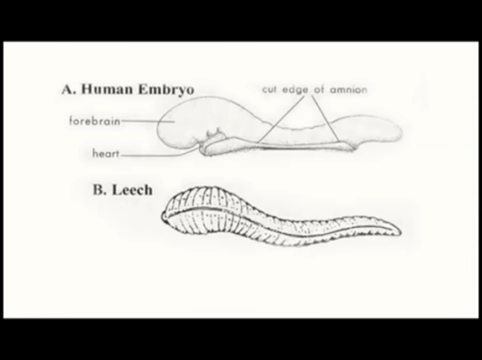 A. Human Embryo
cut edge of amnion
forebrain
heart
B. Leech